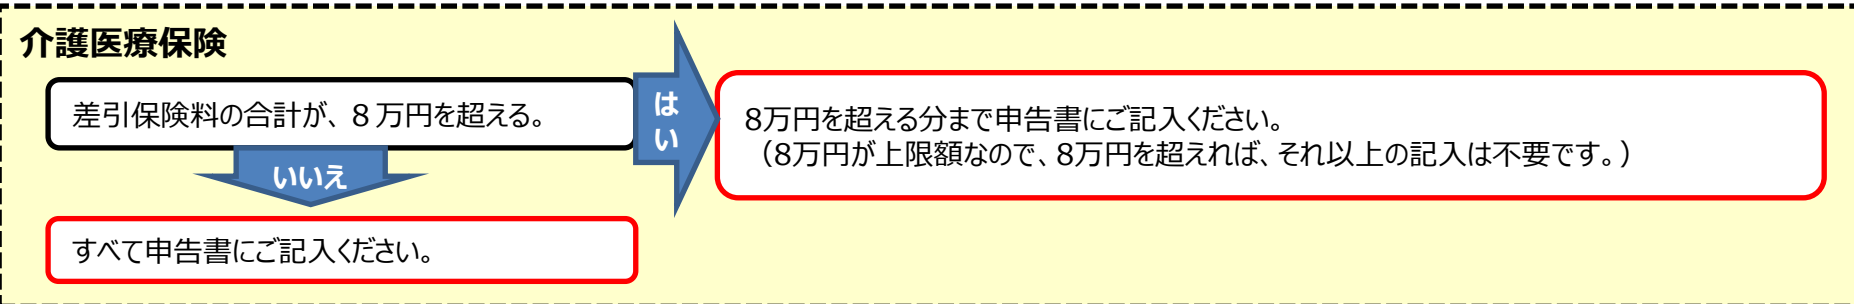 介護医療保険
差引保険料の合計が、８万円を超える。
はい
8万円を超える分まで申告書にご記入ください。
（8万円が上限額なので、8万円を超えれば、それ以上の記入は不要です。）
いいえ
すべて申告書にご記入ください。